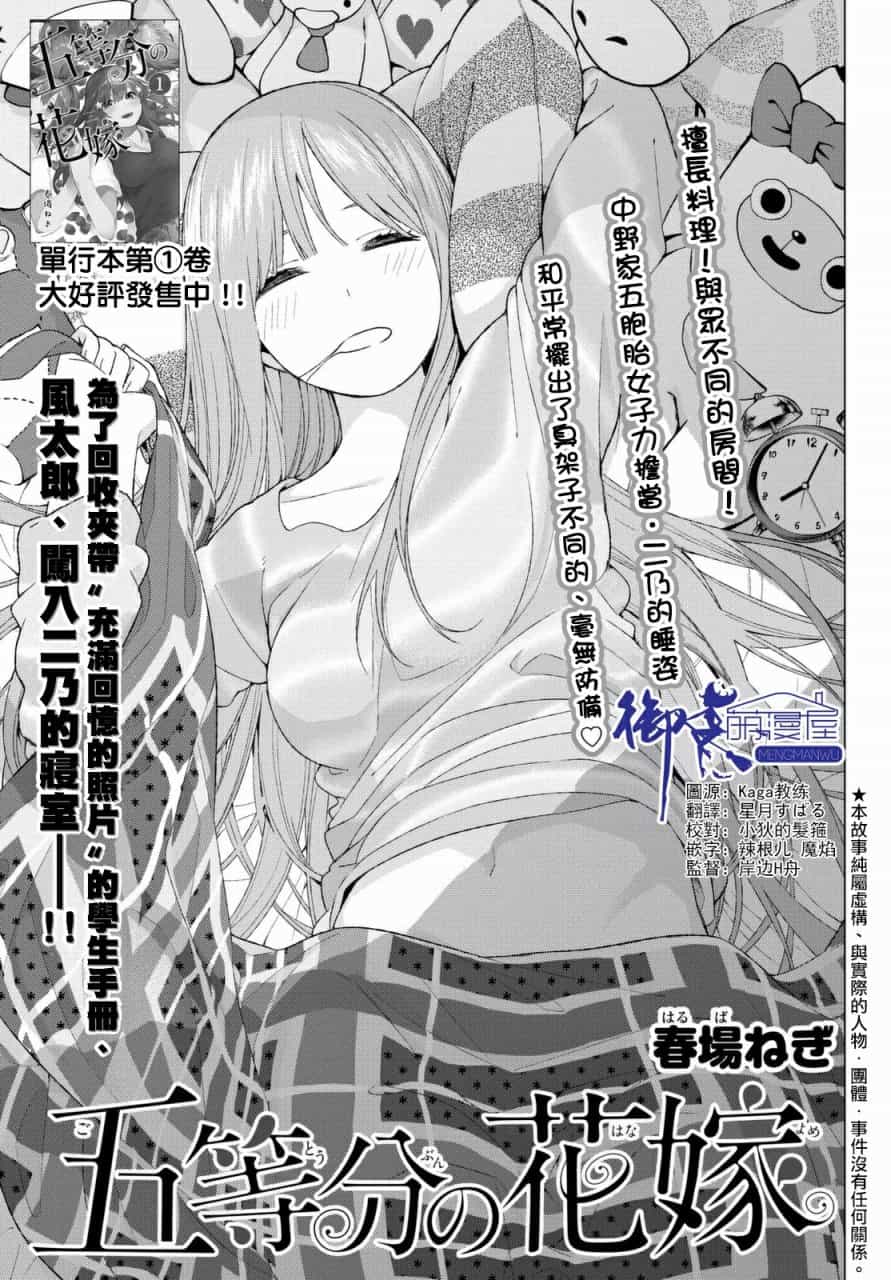 五等分の
花嫁
1
春場ねぎ
單行本第①卷
大好評發售中!!
擅長料理!與眾不同的房間!
中野家五胞胎女子力擔當·二乃的睡姿
和平常擺出了臭架子不同的、毫無防備♡
為了回收夾帶〝充滿回憶的照片〞的學生手冊、
風太郎、闖入二乃的寢室——!!
御宅萌漫屋
MENGMANWU
圖源: Kaga教练
翻譯: 星月すばる
校對: 小狄的髮箍
嵌字: 辣根儿 魔焰
監督: 岸边H舟
★本故事純屬虛構、與實際的人物·團體·事件沒有任何關係。
はるば
春場ねぎ
ごとうぶんはなよめ
五等分の花嫁